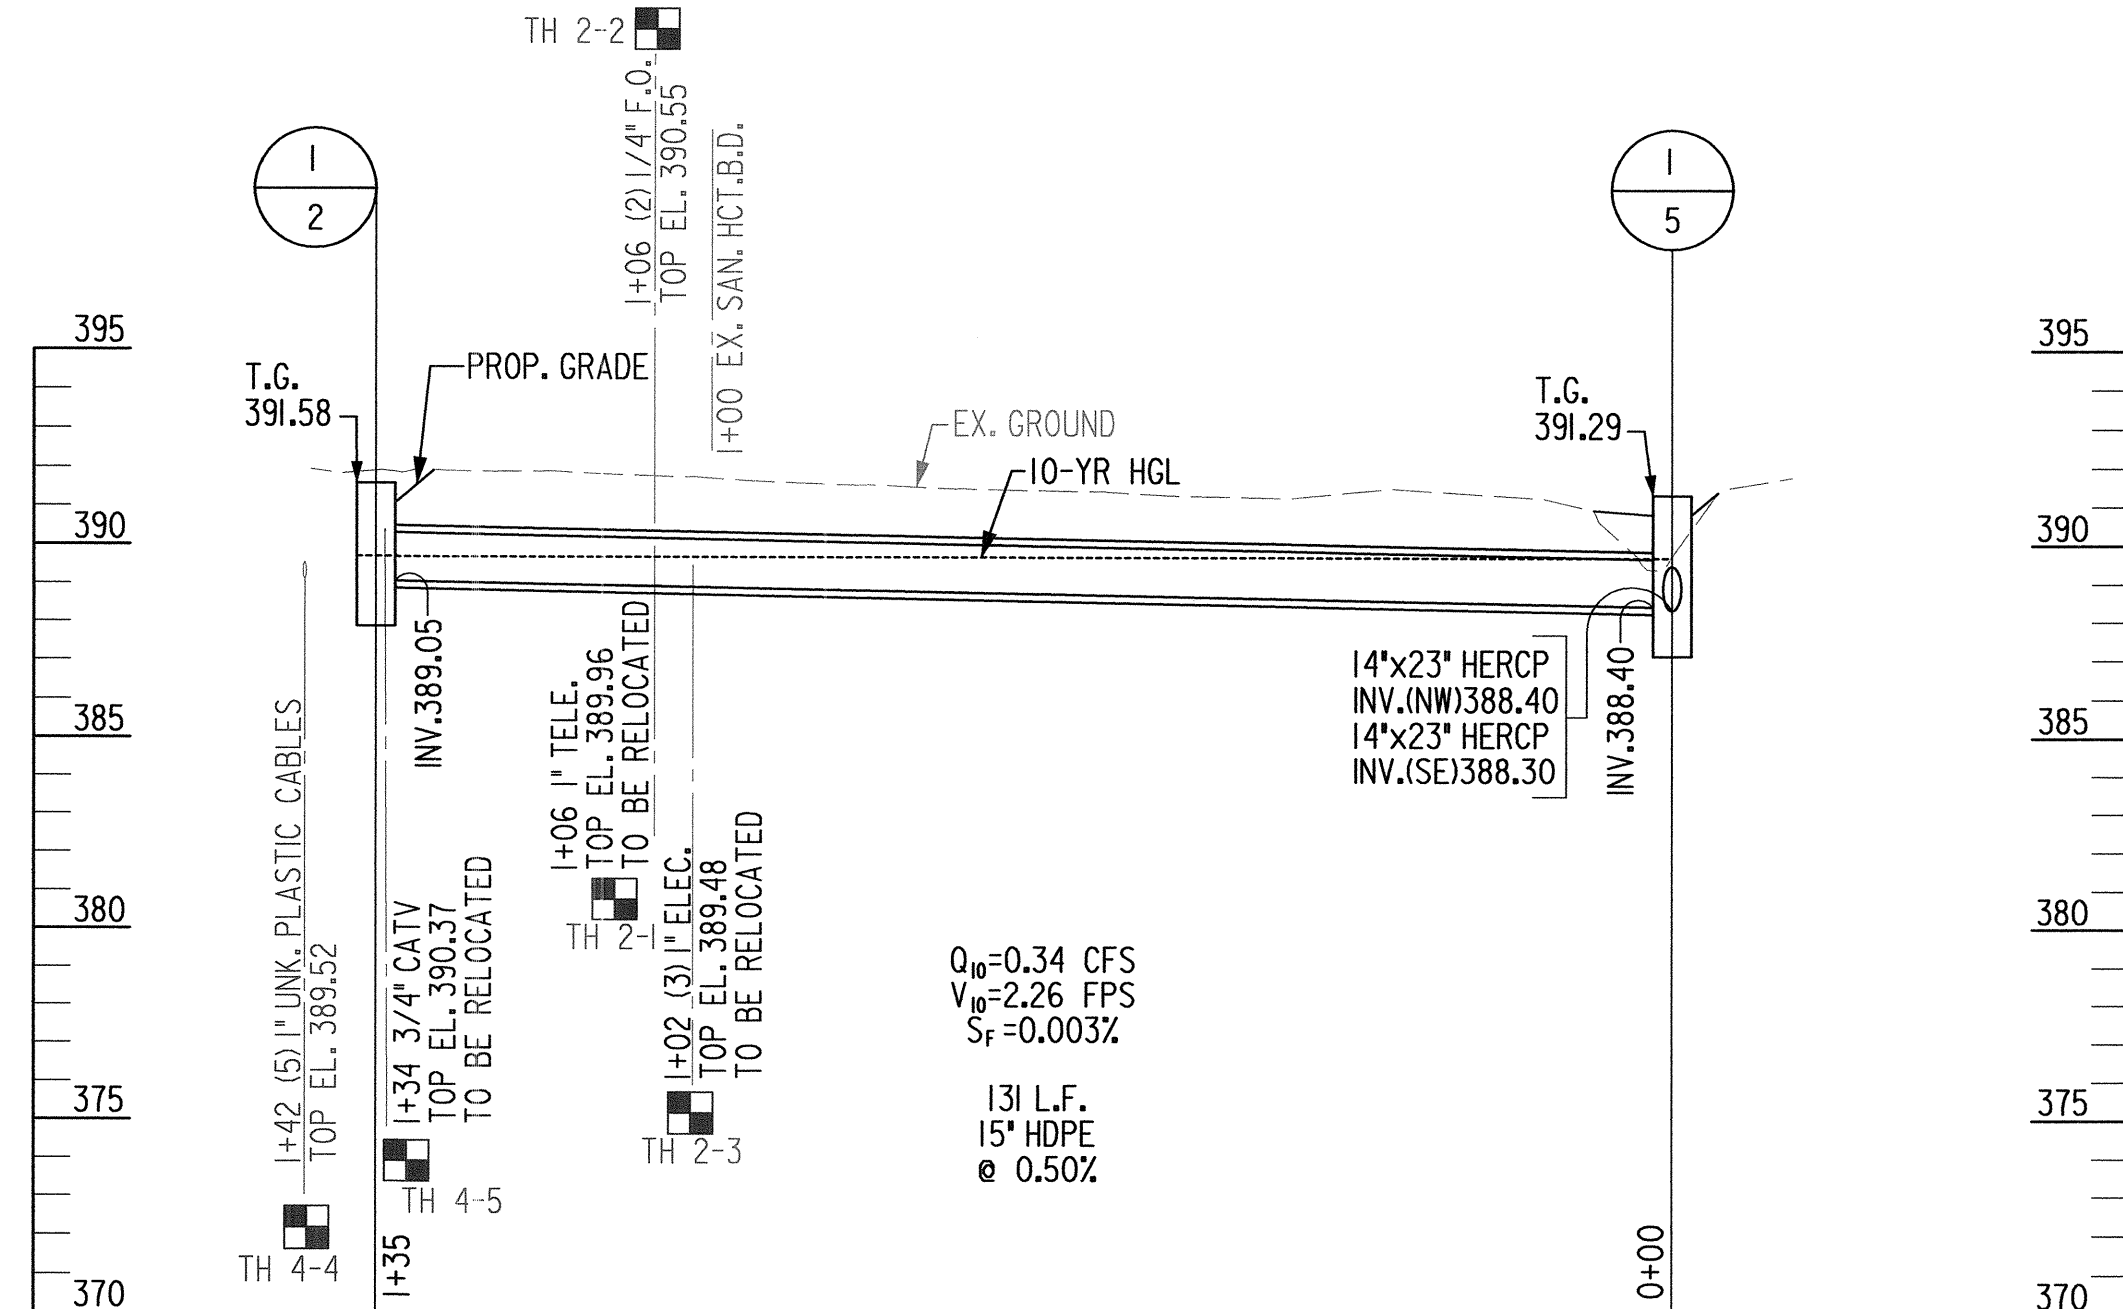 TH 2-2
1+06 (2) 1/4" F.O.
TOP EL. 390.55
1+00 EX. SAN. HCT.B.D.
1
2
1
5
395
395
PROP. GRADE
T.G.
391.58
T.G.
391.29
EX. GROUND
10-YR HGL
390
390
INV. 389.05
14"x23" HERCP
INV.(NW)388.40
14"x23" HERCP
INV.(SE)388.30
INV. 388.40
385
385
1+42 (5) 1" UNK. PLASTIC CABLES
TOP EL. 389.52
TH 4-4
1+34 3/4" CATV
TOP EL. 390.37
TO BE RELOCATED
TH 4-5
1+06 1" TELE.
TOP EL. 389.96
TO BE RELOCATED
TH 2-1
1+02 (3) 1" ELEC.
TOP EL. 389.48
TO BE RELOCATED
TH 2-3
380
380
Q10=0.34 CFS
V10=2.26 FPS
SF=0.003%
131 L.F.
15" HDPE
@ 0.50%
375
375
1+35
0+00
370
370